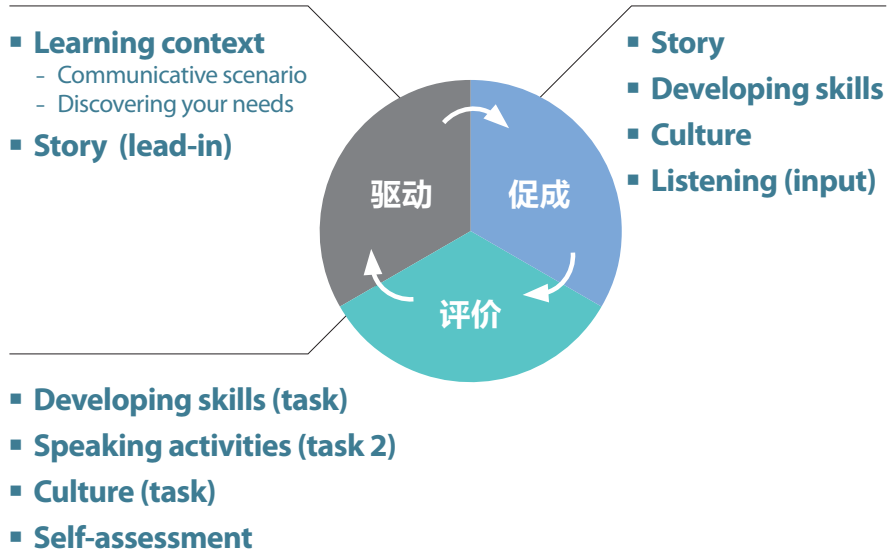 ▪ Learning context
- Communicative scenario
- Discovering your needs
▪ Story (lead-in)
▪ Story
▪ Developing skills
▪ Culture
▪ Listening (input)
驱动
促成
评价
▪ Developing skills (task)
▪ Speaking activities (task 2)
▪ Culture (task)
▪ Self-assessment